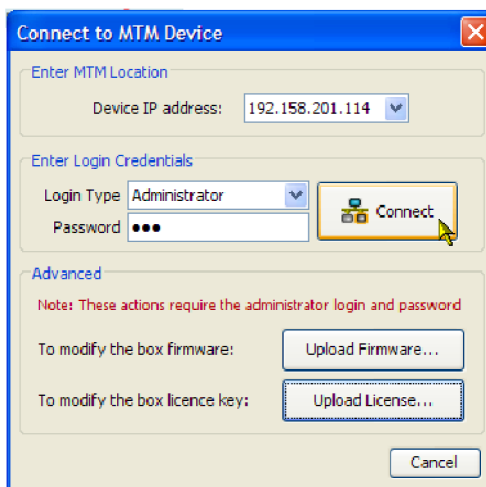 Connect to MTM Device
Enter MTM Location
Device IP address: 192.158.201.114
Enter Login Credentials
Login Type Administrator
Password ●●●
Connect
Advanced
Note: These actions require the administrator login and password
To modify the box firmware: Upload Firmware...
To modify the box licence key: Upload License...
Cancel